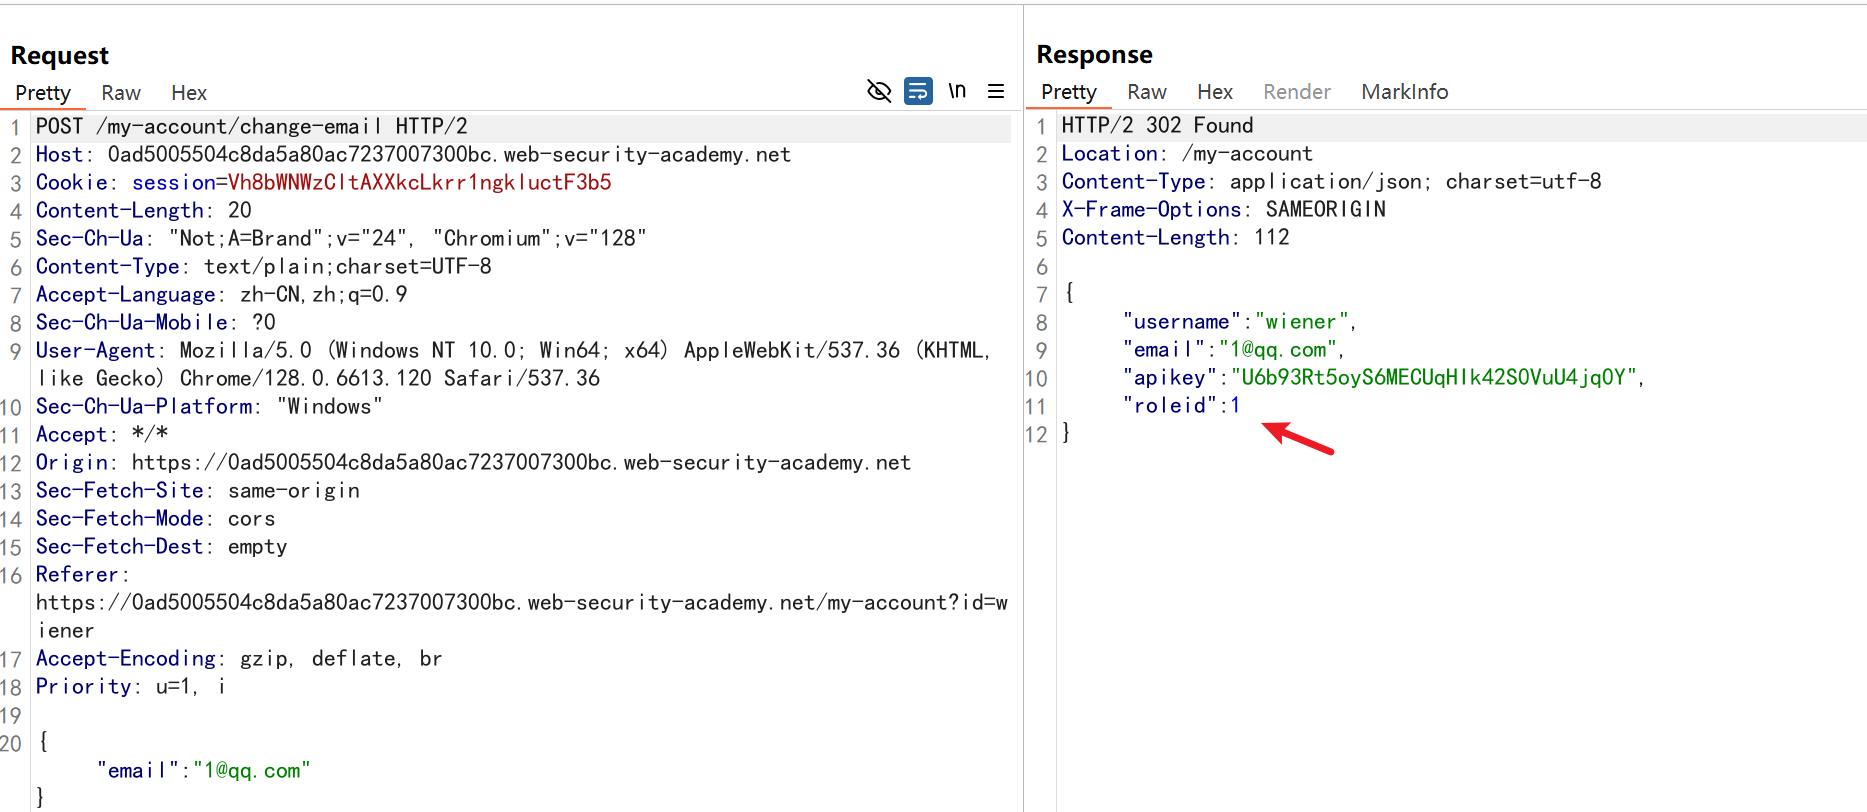 Request
Pretty Raw Hex \n
1 POST /my-account/change-email HTTP/2
2 Host: 0ad5005504c8da5a80ac7237007300bc.web-security-academy.net
3 Cookie: session=Vh8bWNWzCltAXXkcLkrr1ngkluctF3b5
4 Content-Length: 20
5 Sec-Ch-Ua: "Not;A=Brand";v="24", "Chromium";v="128"
6 Content-Type: text/plain;charset=UTF-8
7 Accept-Language: zh-CN,zh;q=0.9
8 Sec-Ch-Ua-Mobile: ?0
9 User-Agent: Mozilla/5.0 (Windows NT 10.0; Win64; x64) AppleWebKit/537.36 (KHTML,
like Gecko) Chrome/128.0.6613.120 Safari/537.36
10 Sec-Ch-Ua-Platform: "Windows"
11 Accept: */*
12 Origin: https://0ad5005504c8da5a80ac7237007300bc.web-security-academy.net
13 Sec-Fetch-Site: same-origin
14 Sec-Fetch-Mode: cors
15 Sec-Fetch-Dest: empty
16 Referer:
https://0ad5005504c8da5a80ac7237007300bc.web-security-academy.net/my-account?id=w
iener
17 Accept-Encoding: gzip, deflate, br
18 Priority: u=1, i
19
20 {
"email":"1@qq.com"
}
Response
Pretty Raw Hex Render MarkInfo
1 HTTP/2 302 Found
2 Location: /my-account
3 Content-Type: application/json; charset=utf-8
4 X-Frame-Options: SAMEORIGIN
5 Content-Length: 112
6
7 {
8 "username":"wiener",
9 "email":"1@qq.com",
10 "apikey":"U6b93Rt5oyS6MECUqHIk42S0VuU4jq0Y",
11 "roleid":1
12 }